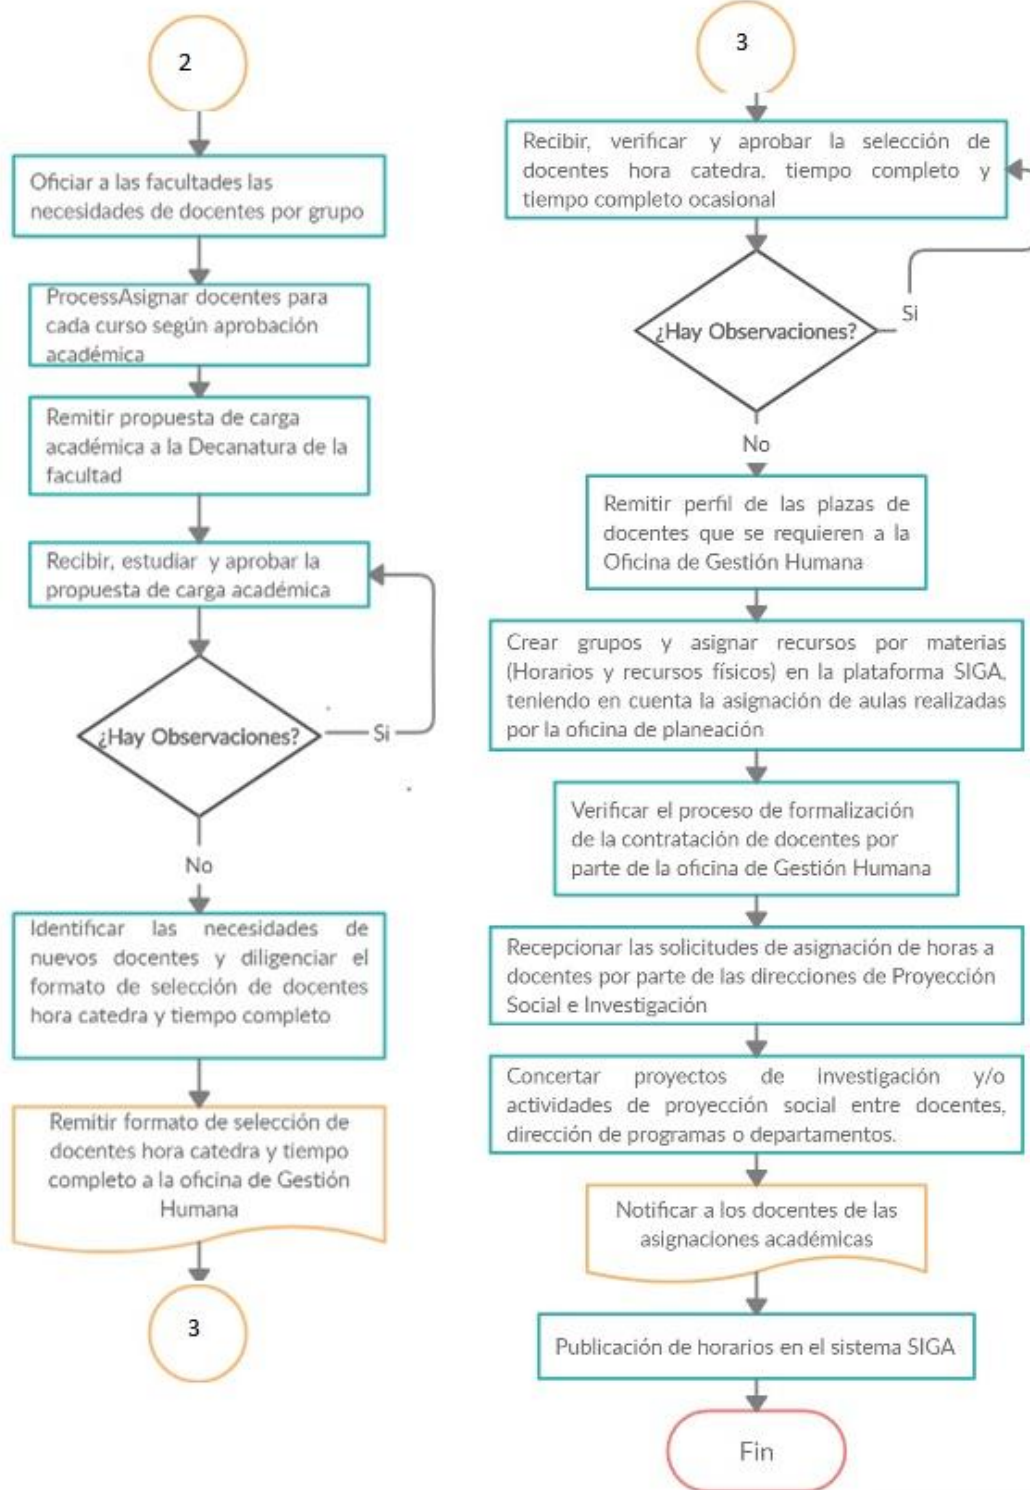 2
Oficiar a las facultades las
necesidades de docentes por grupo
ProcessAsignar docentes para
cada curso según aprobación
académica
Remitir propuesta de carga
académica a la Decanatura de la
facultad
Recibir, estudiar y aprobar la
propuesta de carga académica
¿Hay Observaciones?
Si
No
Identificar las necesidades de
nuevos docentes y diligenciar el
formato de selección de docentes
hora catedra y tiempo completo
Remitir formato de selección de
docentes hora catedra y tiempo
completo a la oficina de Gestión
Humana
3
3
Recibir, verificar y aprobar la selección de
docentes hora catedra, tiempo completo y
tiempo completo ocasional
¿Hay Observaciones?
Si
No
Remitir perfil de las plazas de
docentes que se requieren a la
Oficina de Gestión Humana
Crear grupos y asignar recursos por materias
(Horarios y recursos físicos) en la plataforma SIGA,
teniendo en cuenta la asignación de aulas realizadas
por la oficina de planeación
Verificar el proceso de formalización
de la contratación de docentes por
parte de la oficina de Gestión Humana
Recepcionar las solicitudes de asignación de horas a
docentes por parte de las direcciones de Proyección
Social e Investigación
Concertar proyectos de investigación y/o
actividades de proyección social entre docentes,
dirección de programas o departamentos.
Notificar a los docentes de las
asignaciones académicas
Publicación de horarios en el sistema SIGA
Fin